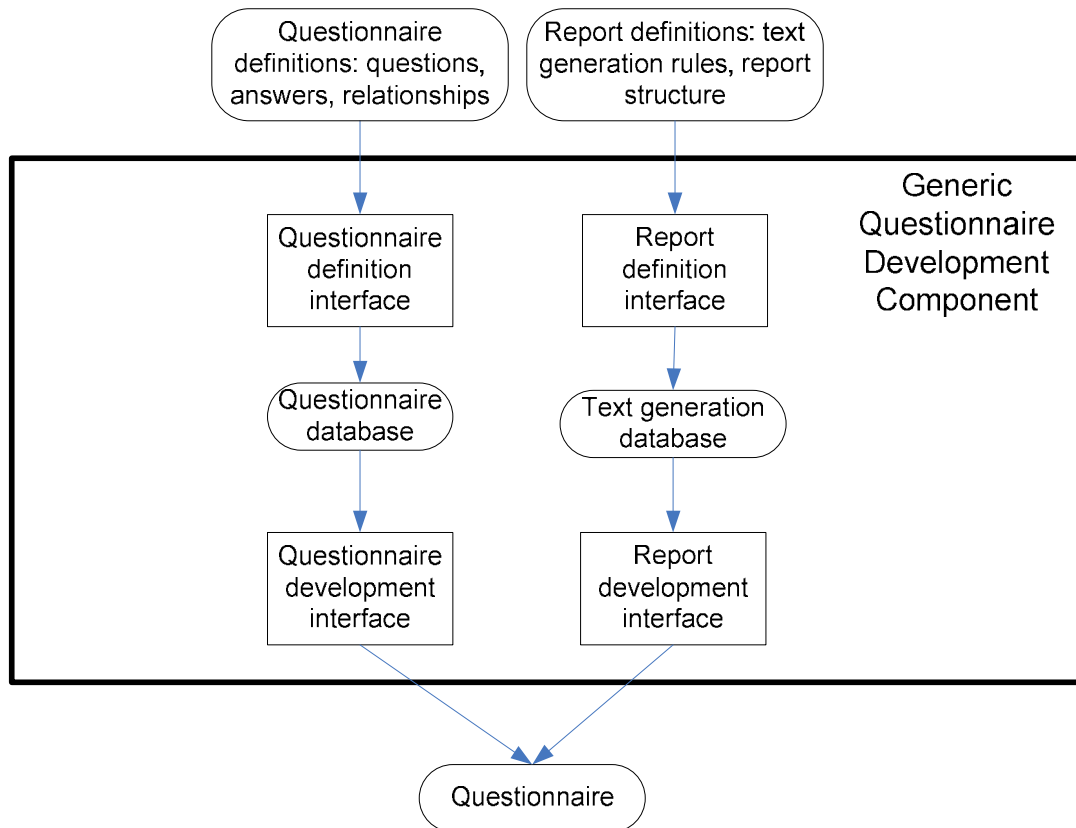 Questionnaire
definitions: questions,
answers, relationships
Report definitions: text
generation rules, report
structure
Generic
Questionnaire
Development
Component
Questionnaire
definition
interface
Report
definition
interface
Questionnaire
database
Text generation
database
Questionnaire
development
interface
Report
development
interface
Questionnaire